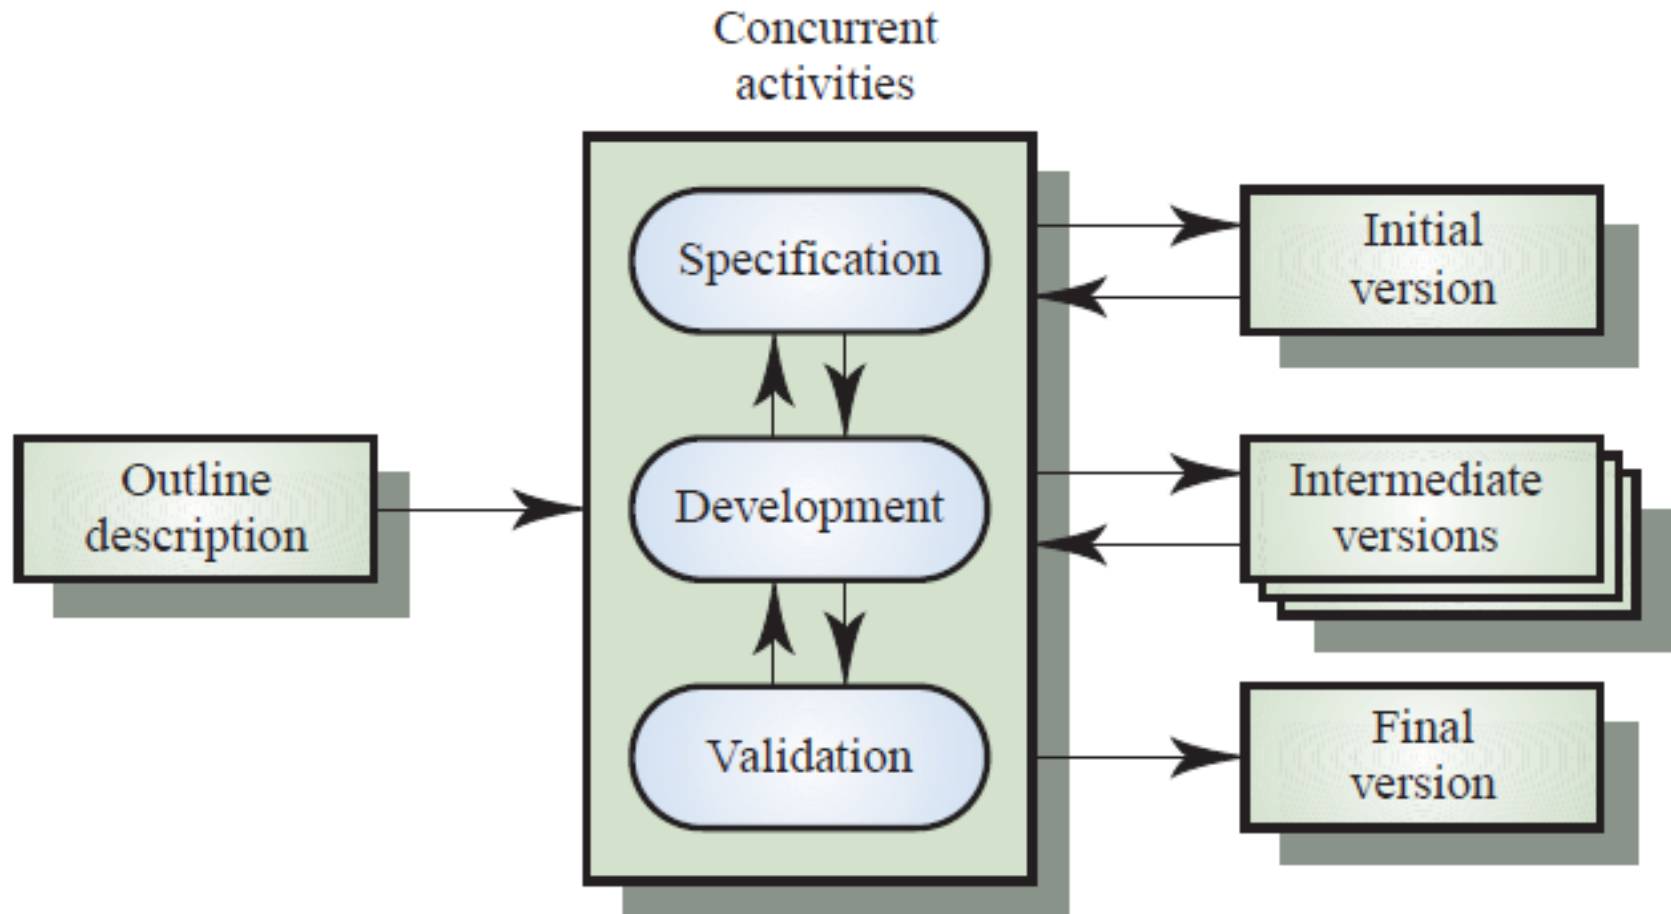 Concurrent
activities
Outline
description
Specification
Development
Validation
Initial
version
Intermediate
versions
Final
version